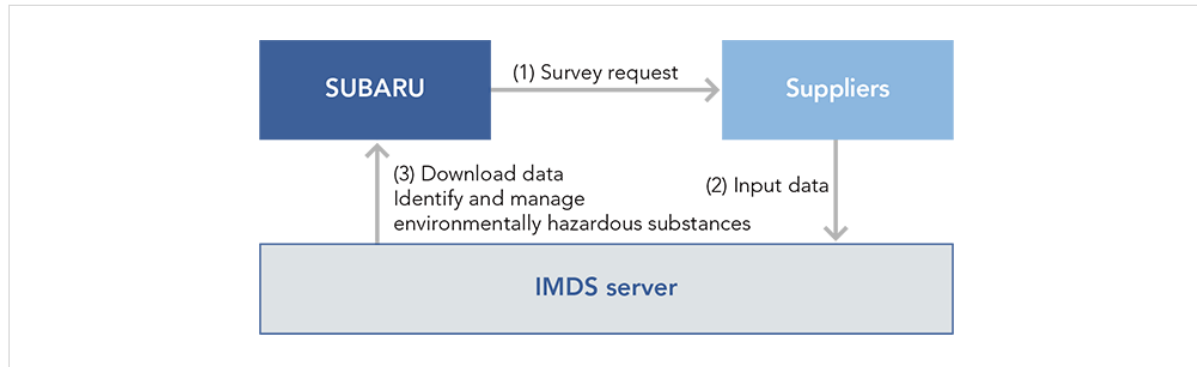 SUBARU
(1) Survey request
Suppliers
(3) Download data
Identify and manage
environmentally hazardous substances
(2) Input data
IMDS server